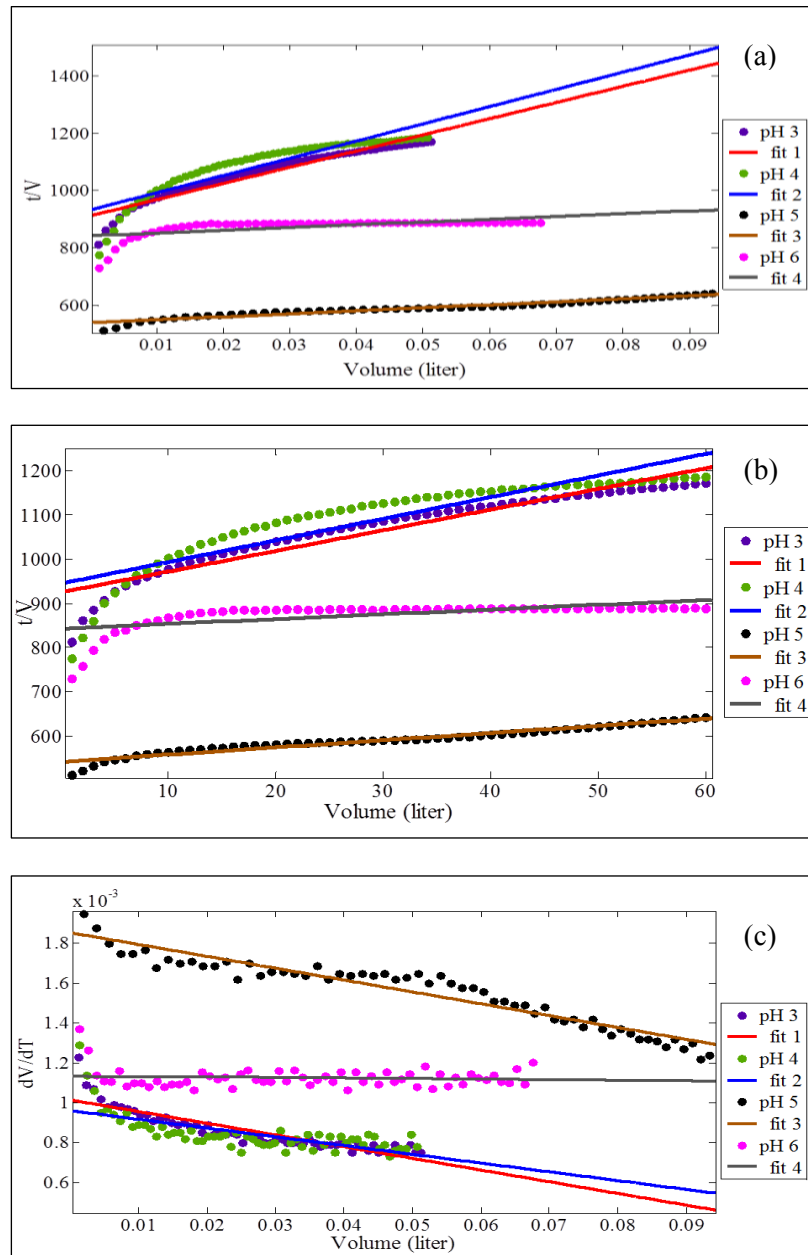 (a)
t/V
1400
1200
1000
800
600
0.01 0.02 0.03 0.04 0.05 0.06 0.07 0.08 0.09
Volume (liter)
pH 3
fit 1
pH 4
fit 2
pH 5
fit 3
pH 6
fit 4
(b)
t/V
1200
1100
1000
900
800
700
600
10 20 30 40 50 60
Volume (liter)
pH 3
fit 1
pH 4
fit 2
pH 5
fit 3
pH 6
fit 4
x 10-3
(c)
dV/dT
1.8
1.6
1.4
1.2
1
0.8
0.6
0.01 0.02 0.03 0.04 0.05 0.06 0.07 0.08 0.09
Volume (liter)
pH 3
fit 1
pH 4
fit 2
pH 5
fit 3
pH 6
fit 4